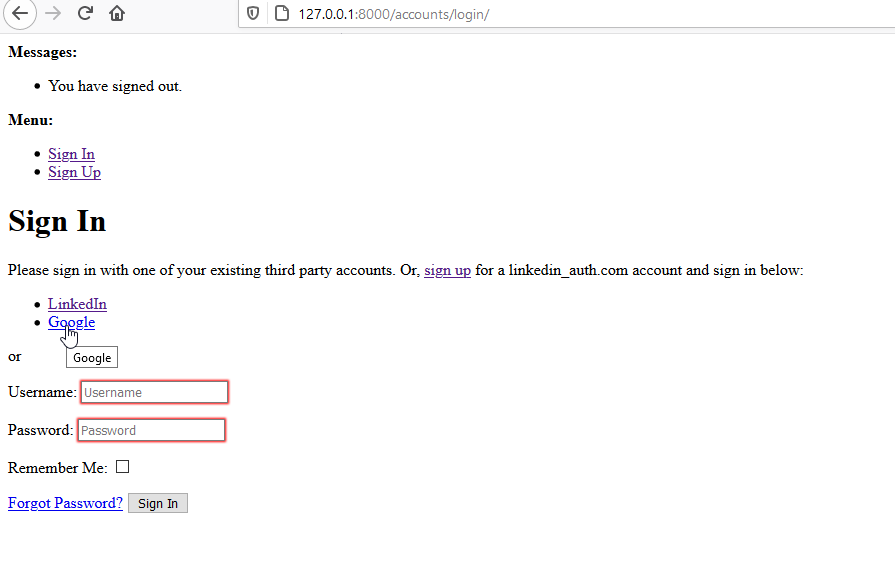 127.0.0.1:8000/accounts/login/
Messages:
You have signed out.
Menu:
Sign In
Sign Up
Sign In
Please sign in with one of your existing third party accounts. Or, sign up for a linkedin_auth.com account and sign in below:
LinkedIn
Google
or
Google
Username: Username
Password: Password
Remember Me:
Forgot Password? Sign In